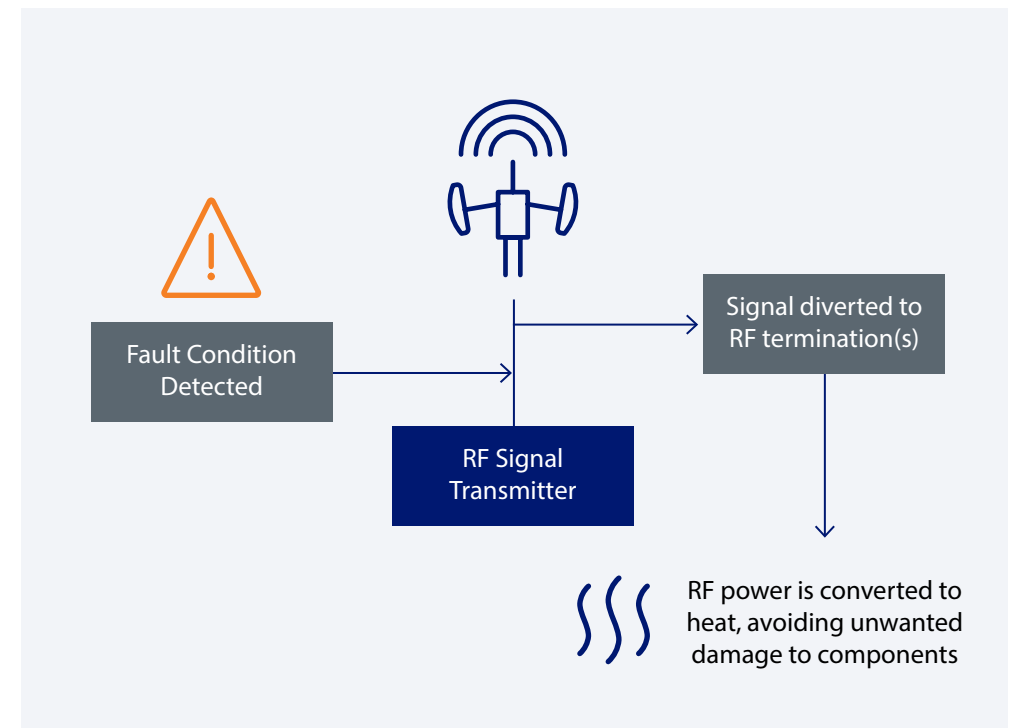 Signal diverted to
RF termination(s)
Fault Condition
Detected
RF Signal
Transmitter
RF power is converted to
heat, avoiding unwanted
damage to components